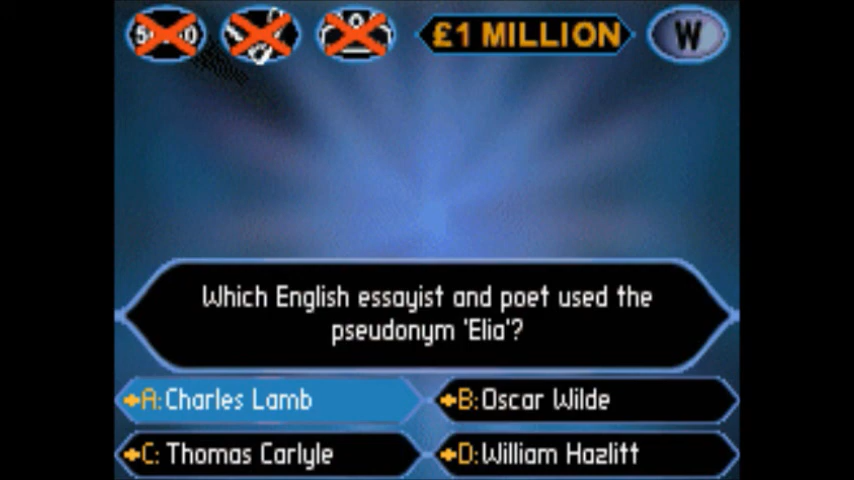 £1 MILLION
W
Which English essayist and poet used the
pseudonym 'Elia'?
A: Charles Lamb
B: Oscar Wilde
C: Thomas Carlyle
D: William Hazlitt